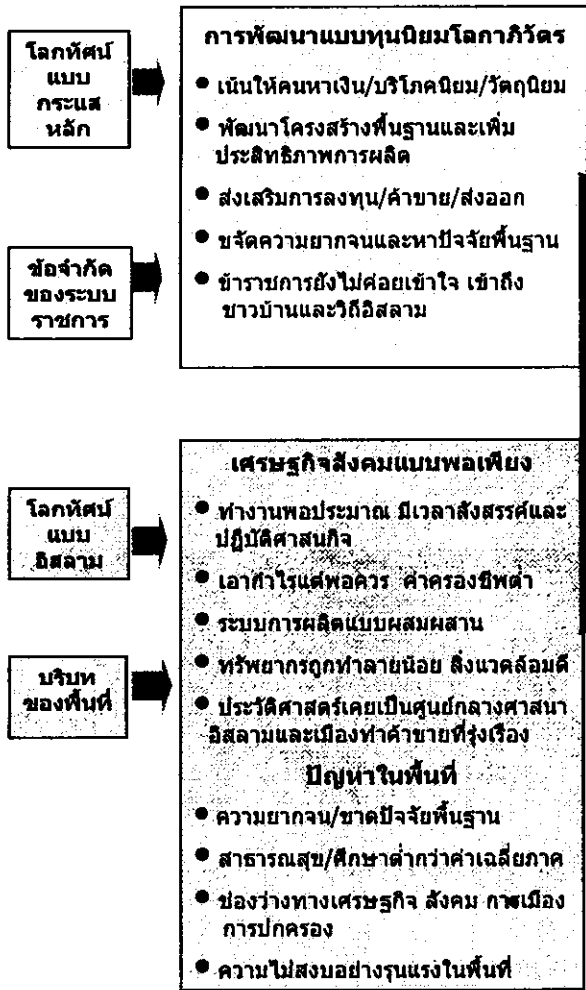 โลกทัศน์
แบบ
กระแส
หลัก
การพัฒนาแบบทุนนิยมโลกาภิวัตร
● เน้นให้คนหาเงิน/บริโภคนิยม/วัตถุนิยม
● พัฒนาโครงสร้างพื้นฐานและเพิ่ม
ประสิทธิภาพการผลิต
● ส่งเสริมการลงทุน/ค้าขาย/ส่งออก
● ขจัดความยากจนและหาปัจจัยพื้นฐาน
● ข้าราชการยังไม่ค่อยเข้าใจ เข้าถึง
ชาวบ้านและวิถีอิสลาม
ข้อจำกัด
ของระบบ
ราชการ
เศรษฐกิจสังคมแบบพอเพียง
โลกทัศน์
แบบ
อิสลาม
● ทำงานพอประมาณ มีเวลาสังสรรค์และ
ปฏิบัติศาสนกิจ
● เอากำไรแต่พอควร ค่าครองชีพต่ำ
● ระบบการผลิตแบบผสมผสาน
● ทรัพยากรถูกทำลายน้อย สิ่งแวดล้อมดี
● ประวัติศาสตร์เคยเป็นศูนย์กลางศาสนา
อิสลามและเมืองทำค้าขายที่รุ่งเรือง
บริบท
ของพื้นที่
ปัญหาในพื้นที่
● ความยากจน/ขาดปัจจัยพื้นฐาน
● สาธารณสุข/ศึกษาต่ำกว่าค่าเฉลี่ยภาค
● ช่องว่างทางเศรษฐกิจ สังคม การเมือง
การปกครอง
● ความไม่สงบอย่างรุนแรงในพื้นที่